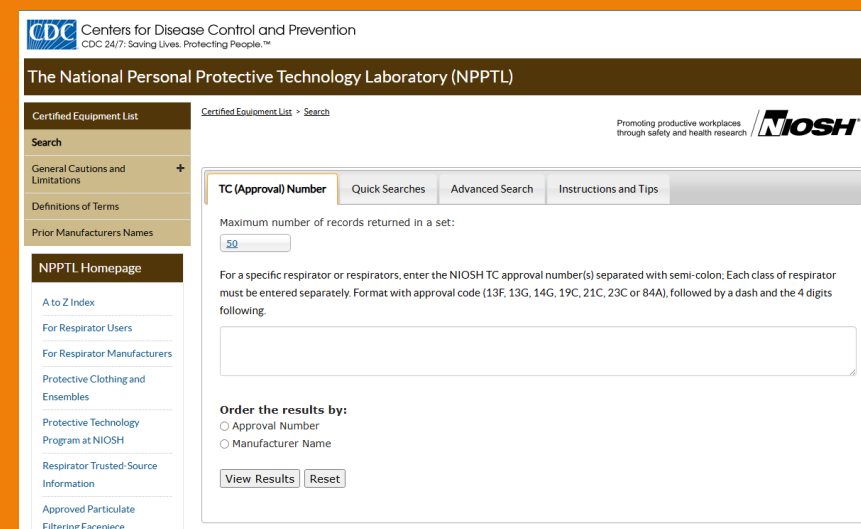 CDC Centers for Disease Control and Prevention
CDC 24/7: Saving Lives. Protecting People.™
The National Personal Protective Technology Laboratory (NPPTL)
Certified Equipment List
Search
General Cautions and
Limitations
+
Definitions of Terms
Prior Manufacturers Names
NPPTL Homepage
A to Z Index
For Respirator Users
For Respirator Manufacturers
Protective Clothing and
Ensembles
Protective Technology
Program at NIOSH
Respirator Trusted-Source
Information
Approved Particulate
Filtering Facepiece
Certified Equipment List > Search
Promoting productive workplaces
through safety and health research
NIOSH®
TC (Approval) Number
Quick Searches
Advanced Search
Instructions and Tips
Maximum number of records returned in a set:
50
For a specific respirator or respirators, enter the NIOSH TC approval number(s) separated with semi-colon; Each class of respirator
must be entered separately. Format with approval code (13F, 13G, 14G, 19C, 21C, 23C or 84A), followed by a dash and the 4 digits
following.
Order the results by:
Approval Number
Manufacturer Name
View Results Reset